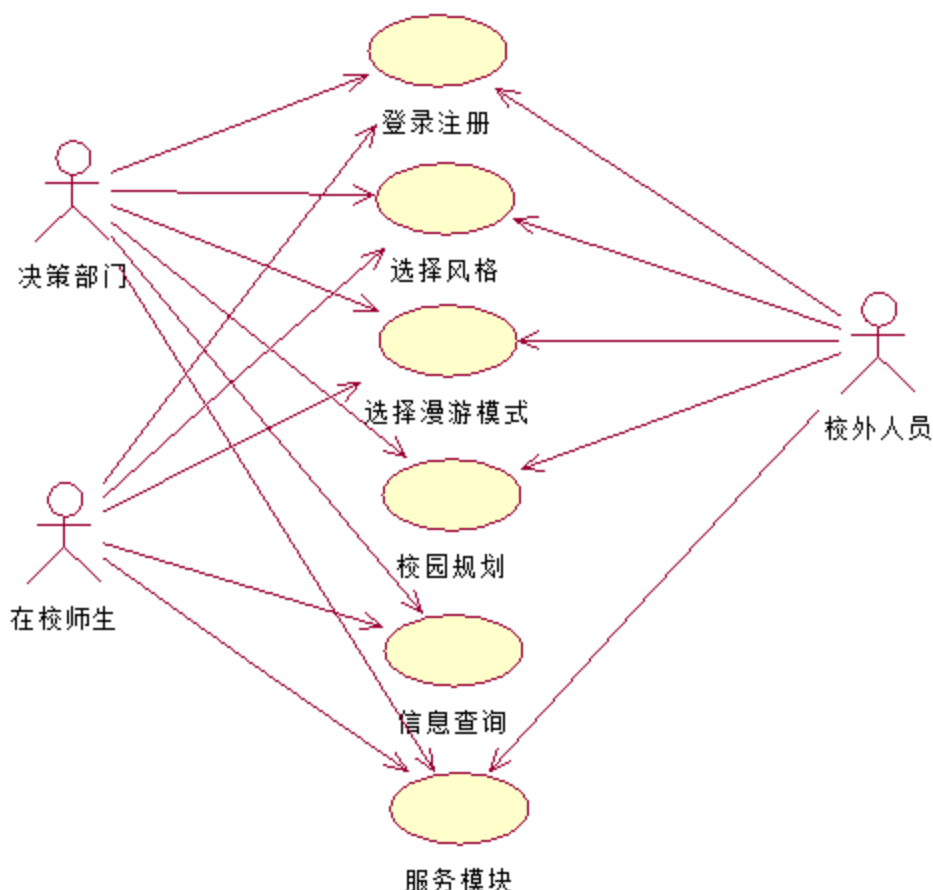 登录注册
选择风格
决策部门
选择漫游模式
校外人员
校园规划
在校师生
信息查询
服务模块